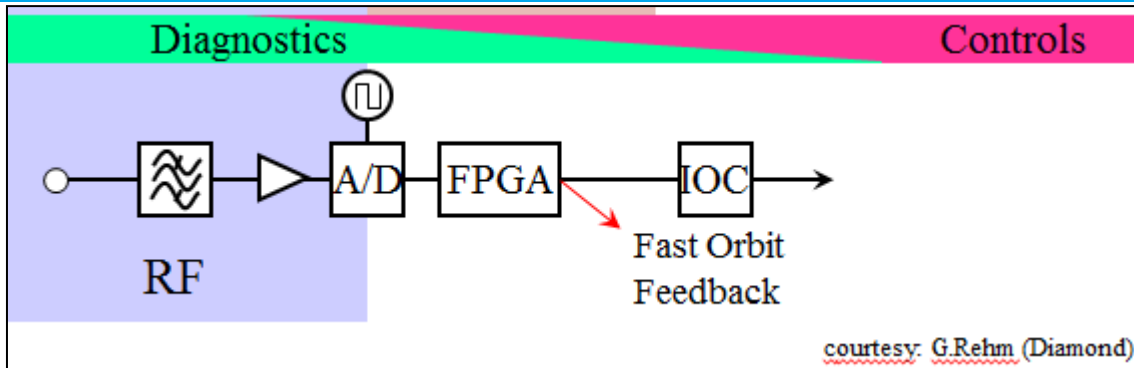 Diagnostics Controls
A/D FPGA IOC
Fast Orbit
Feedback
RF
courtesy: G.Rehm (Diamond)